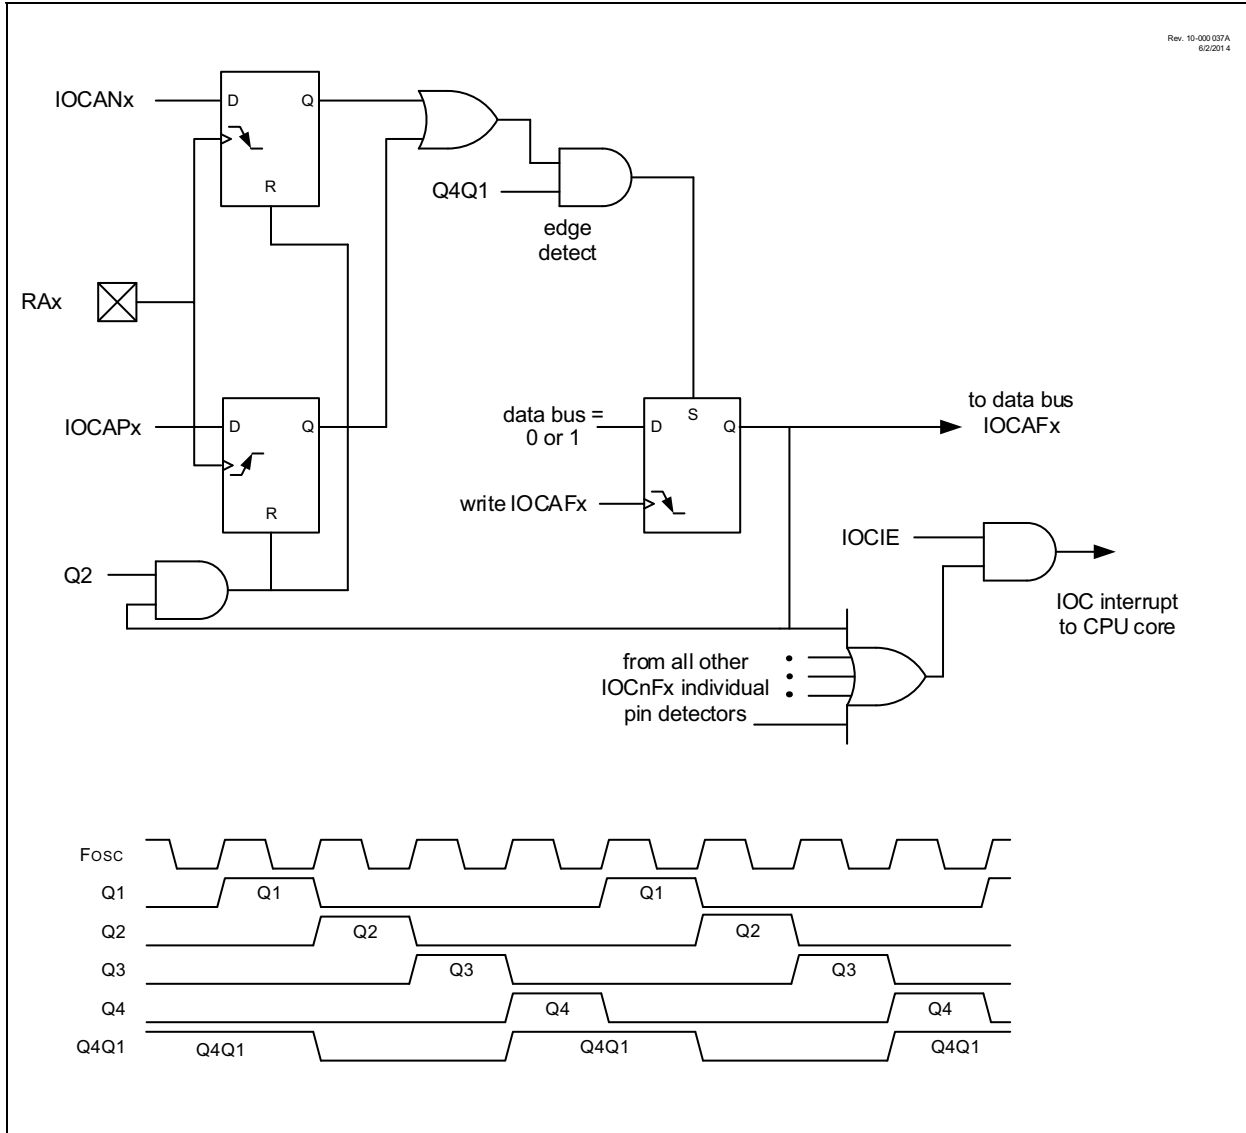 Rev. 10-000 037A
6/2/201 4
IOCANx
D
Q
R
Q4Q1
edge
detect
RAx
IOCAPx
D
Q
R
data bus =
0 or 1
D
S
Q
to data bus
IOCAFx
write IOCAFx
IOCIE
Q2
IOC interrupt
to CPU core
from all other
IOCnFx individual
pin detectors
FOSC
Q1
Q1
Q1
Q2
Q2
Q2
Q3
Q3
Q3
Q4
Q4
Q4
Q4Q1
Q4Q1
Q4Q1
Q4Q1